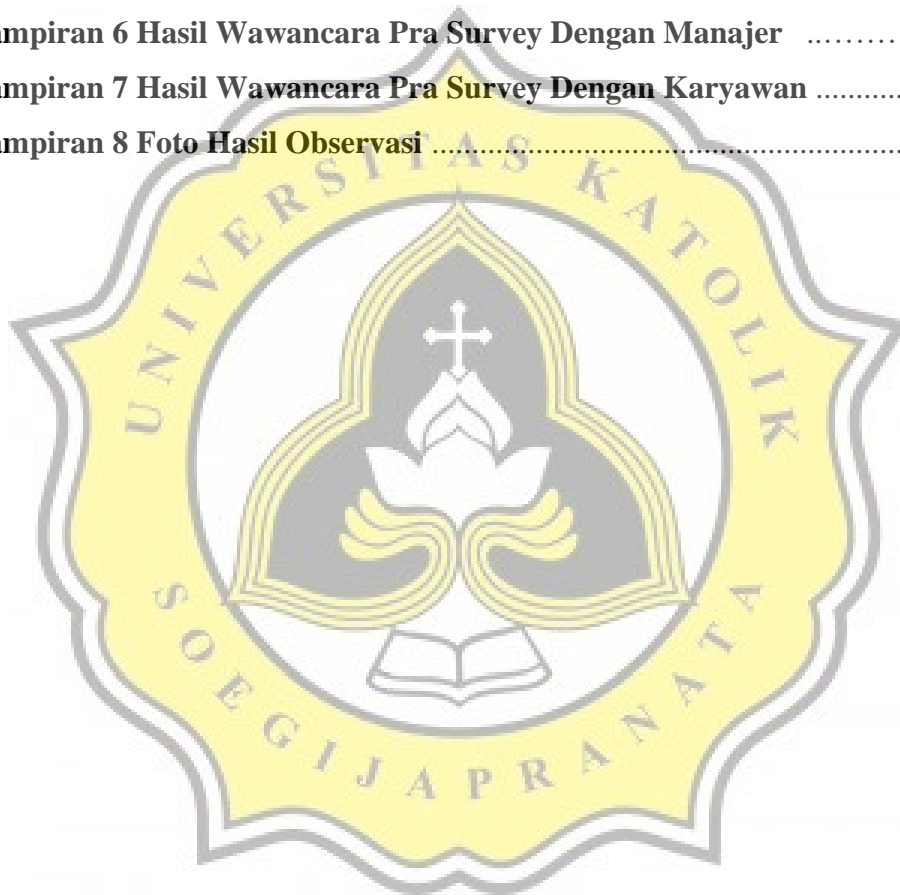 ampiran 6 Hasil Wawancara Pra Survey Dengan Manajer ..…….
ampiran 7 Hasil Wawancara Pra Survey Dengan Karyawan ...........
ampiran 8 Foto Hasil Observasi ............................................................
UNIVERSITAS KATOLIK
SOEGIJAPRANATA